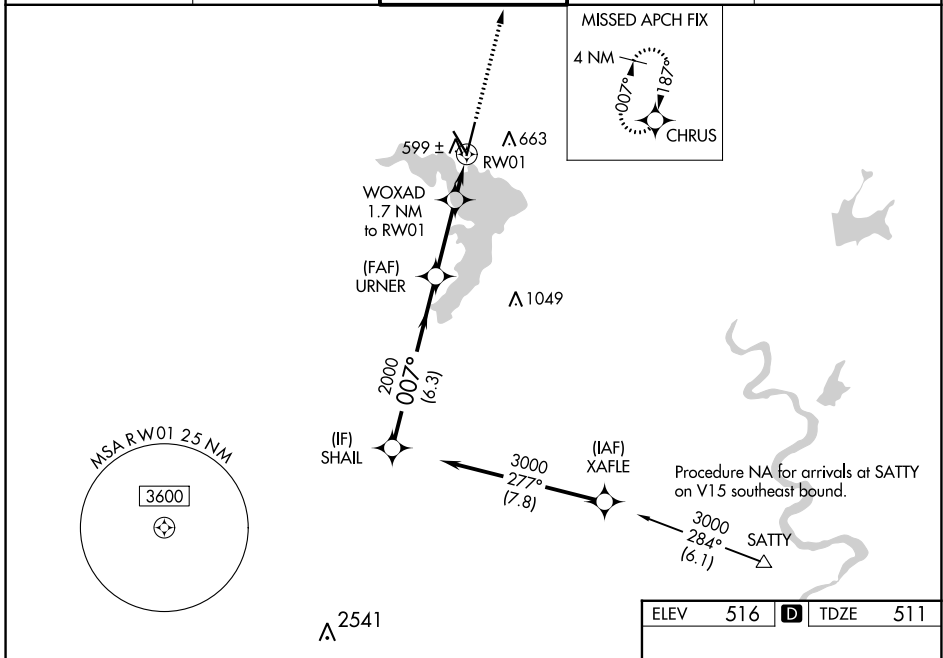 MISSED APCH FIX
4 NM
007°
187°
CHRUS
599 ±
663
RW01
WOXAD
1.7 NM
to RW01
(FAF)
URNER
1049
2000
007°
(6.3)
(IF)
SHAIL
(IAF)
XAFLE
3000
277°
(7.8)
Procedure NA for arrivals at SATTY
on V15 southeast bound.
3000
284°
(6.1)
SATTY
MSA RW01 25 NM
3600
2541
ELEV 516 D TDZE 511